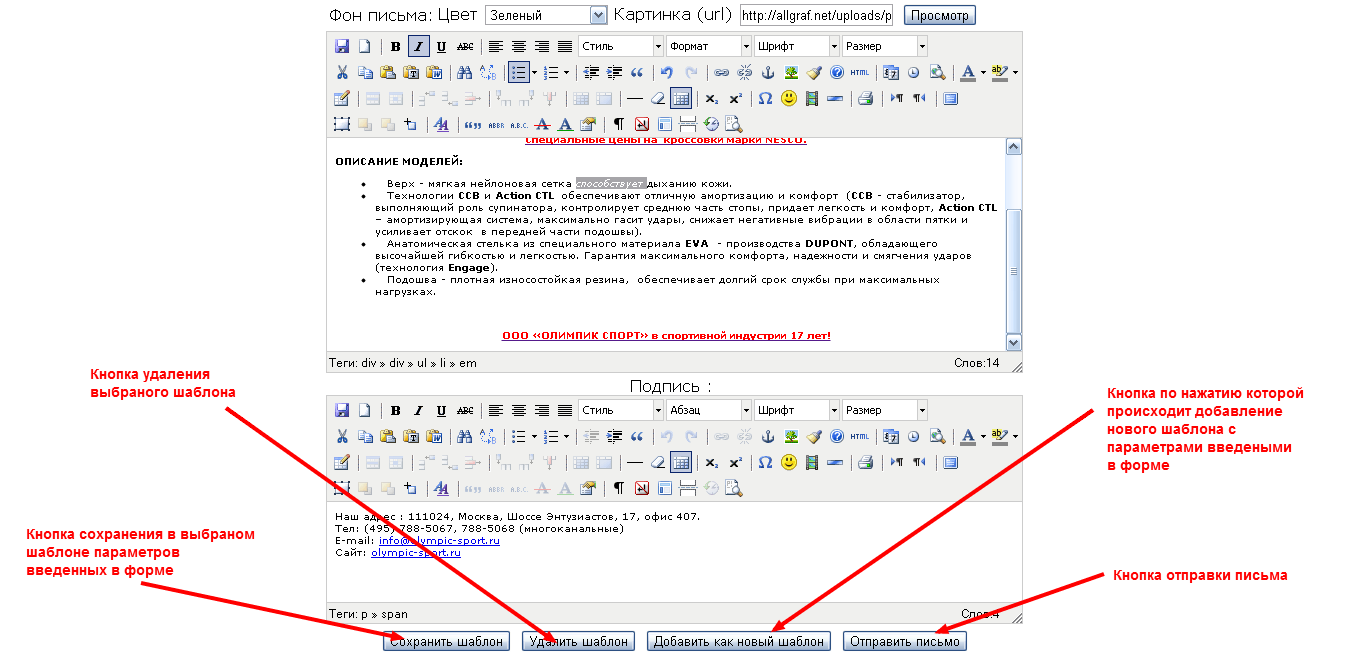 Фон письма: Цвет Зеленый Картинка (url) http://allgraf.net/uploads/p Просмотр
B I U ABC Стиль Формат Шрифт Размер
HTML
ABBR A.B.C.
Специальные цены на кроссовки марки NESCO.
ОПИСАНИЕ МОДЕЛЕЙ:
• Верх - мягкая нейлоновая сетка способствует дыханию кожи.
• Технологии CCB и Action CTL обеспечивают отличную амортизацию и комфорт (CCB - стабилизатор,
выполняющий роль супинатора, контролирует среднюю часть стопы, придает легкость и комфорт, Action CTL
– амортизирующая система, максимально гасит удары, снижает негативные вибрации в области пятки и
усиливает отскок в передней части подошвы).
• Анатомическая стелька из специального материала EVA - производства DUPONT, обладающего
высочайшей гибкостью и легкостью. Гарантия максимального комфорта, надежности и смягчения ударов
(технология Engage).
• Подошва - плотная износостойкая резина, обеспечивает долгий срок службы при максимальных
нагрузках.
ООО «ОЛИМПИК СПОРТ» в спортивной индустрии 17 лет!
Теги: div » div » ul » li » em Слов:14
Кнопка удаления
выбраного шаблона
Подпись :
Кнопка по нажатию которой
происходит добавление
нового шаблона с
параметрами введеными
в форме
B I U ABC Стиль Абзац Шрифт Размер
HTML
ABBR A.B.C.
Наш адрес : 111024, Москва, Шоссе Энтузиастов, 17, офис 407.
Тел: (495) 788-5067, 788-5068 (многоканальные)
E-mail: info@olympic-sport.ru
Сайт: olympic-sport.ru
Кнопка сохранения в выбраном
шаблоне параметров
введенных в форме
Кнопка отправки письма
Теги: p » span Слов:4
Сохранить шаблон Удалить шаблон Добавить как новый шаблон Отправить письмо